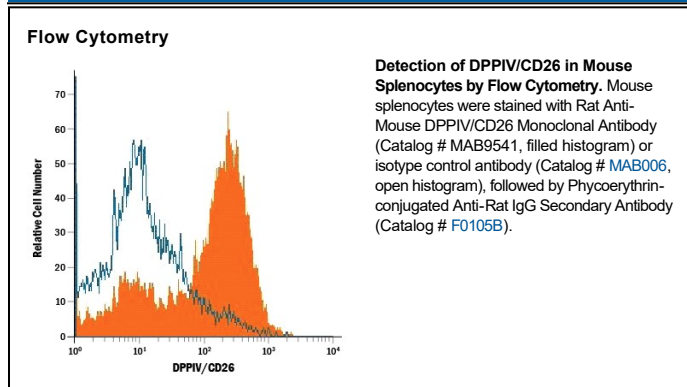 Flow Cytometry
Detection of DPPIV/CD26 in Mouse
Splenocytes by Flow Cytometry. Mouse
splenocytes were stained with Rat Anti-
Mouse DPPIV/CD26 Monoclonal Antibody
(Catalog # MAB9541, filled histogram) or
isotype control antibody (Catalog # MAB006,
open histogram), followed by Phycoerythrin-
conjugated Anti-Rat IgG Secondary Antibody
(Catalog # F0105B).
Relative Cell Number
70
60
50
40
30
20
10
0
10⁰ 10¹ 10² 10³ 10⁴
DPPIV/CD26